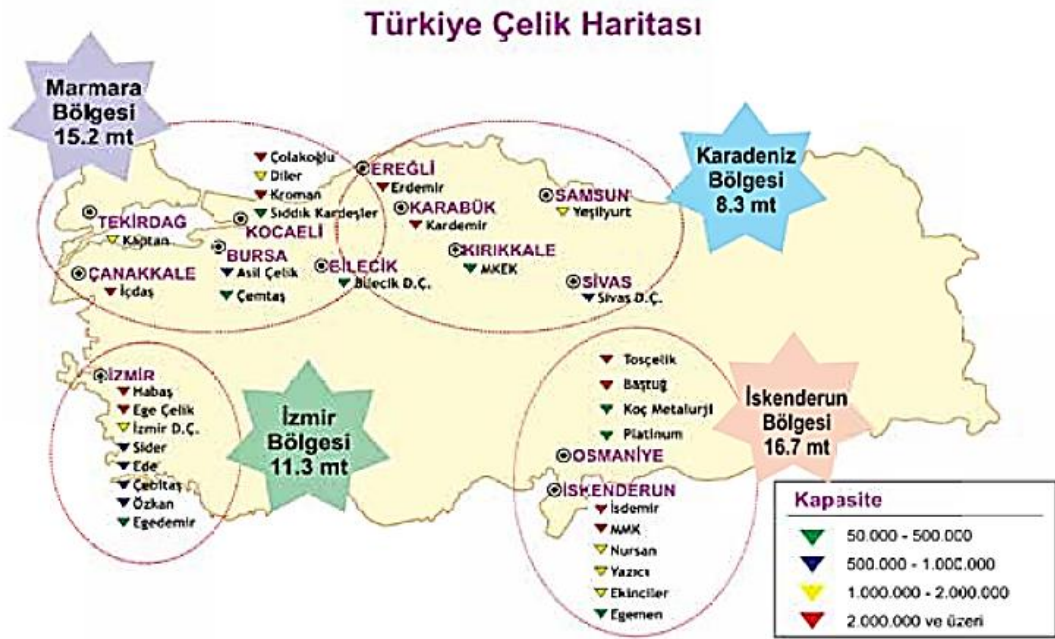 Türkiye Çelik Haritası
Marmara
Bölgesi
15.2 mt
Karadeniz
Bölgesi
8.3 mt
Çolakoğlu
Diler
Kroman
Sıddık Kardeşler
KOCAELİ
TEKİRDAĞ
Kaptan
ÇANAKKALE
İçdaş
BURSA
Asil Çelik
Çemtaş
BİLECİK
Bilecik D.Ç.
EREĞLİ
Erdemir
KARABÜK
Kardemir
KIRIKKALE
MKEK
SAMSUN
Yeşilyurt
SİVAS
Sivas D.Ç.
İZMİR
Habaş
Ege Çelik
İzmir D.Ç.
Sider
Ede
Çebitaş
Özkan
Egedemir
İzmir
Bölgesi
11.3 mt
Tosçelik
Baştuğ
Koç Metalurji
Platinum
OSMANİYE
İSKENDERUN
İsdemir
MMK
Nursan
Yazıcı
Ekinciler
Egemen
İskenderun
Bölgesi
16.7 mt
Kapasite
50.000 - 500.000
500.000 - 1.000.000
1.000.000 - 2.000.000
2.000.000 ve üzeri